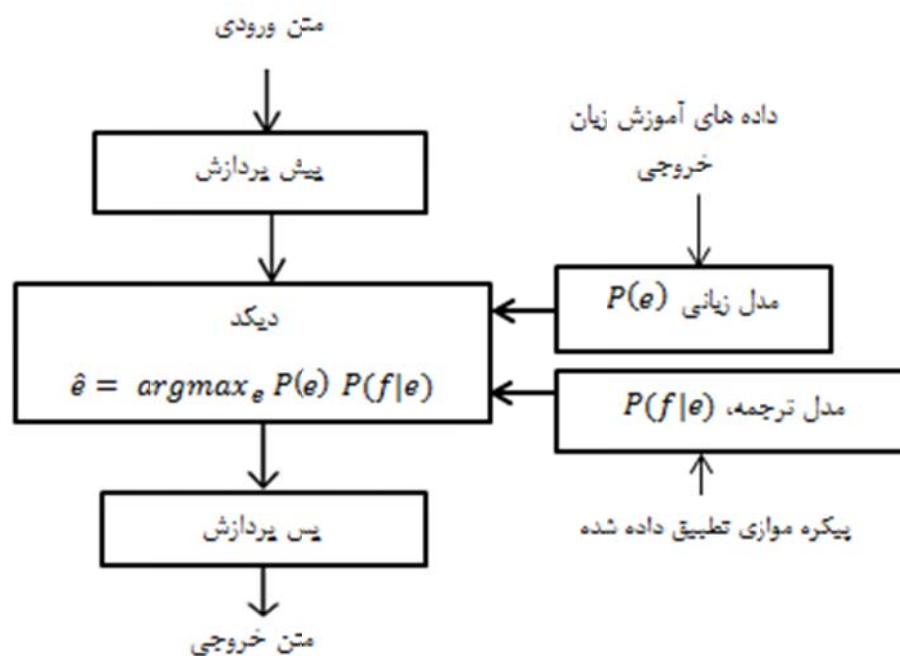 متن ورودی
پیش پردازش
داده های آموزش زبان
خروجی
مدل زبانی P(e)
دیکد
ê = argmaxₑ P(e) P(f|e)
مدل ترجمه، P(f|e)
پس پردازش
پیکره موازی تطبیق داده شده
متن خروجی